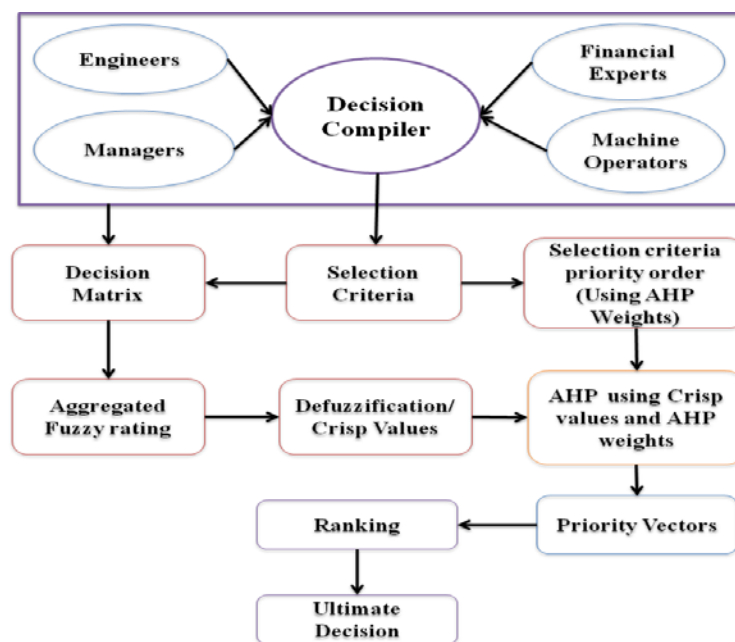 Engineers
Financial
Experts
Decision
Compiler
Managers
Machine
Operators
Decision
Matrix
Selection
Criteria
Selection criteria
priority order
(Using AHP
Weights)
Aggregated
Fuzzy rating
Defuzzification/
Crisp Values
AHP using Crisp
values and AHP
weights
Ranking
Priority Vectors
Ultimate
Decision